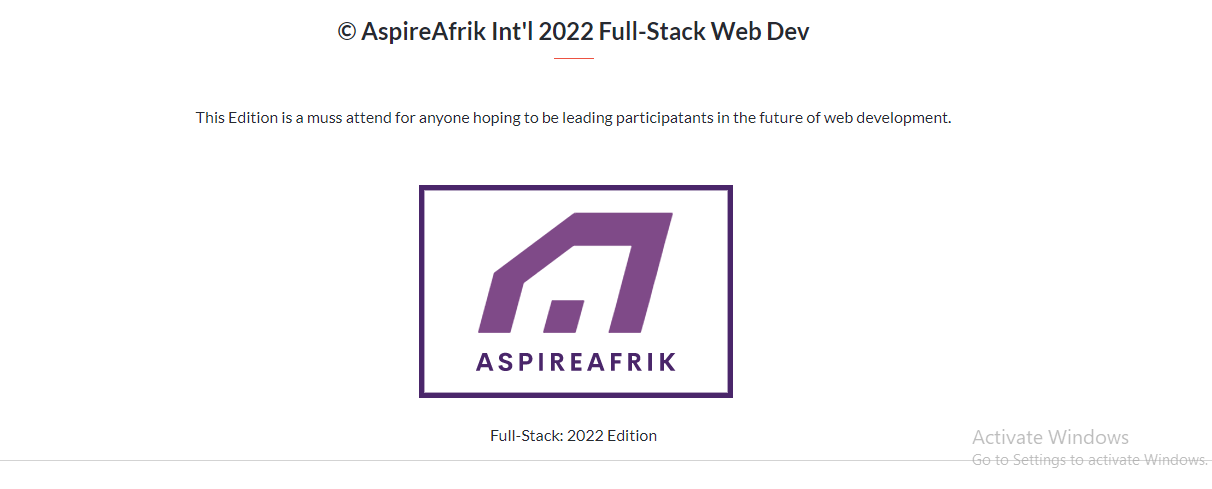 © AspireAfrik Int'l 2022 Full-Stack Web Dev
This Edition is a muss attend for anyone hoping to be leading participatants in the future of web development.
ASPIREAFRIK
Full-Stack: 2022 Edition
Activate Windows
Go to Settings to activate Windows.